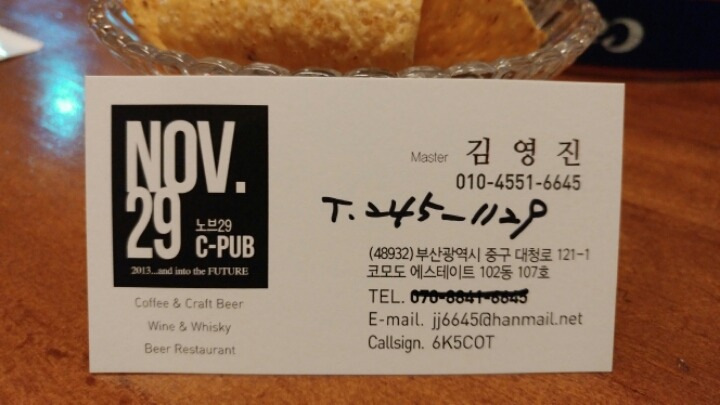 NOV.
29
노브29
C-PUB
2013...and into the FUTURE
Coffee & Craft Beer
Wine & Whisky
Beer Restaurant
Master 김 영 진
010-4551-6645
T. 245-1129
(48932) 부산광역시 중구 대청로 121-1
코모도 에스테이트 102동 107호
TEL.
E-mail. jj6645@hanmail.net
Callsign. 6K5COT